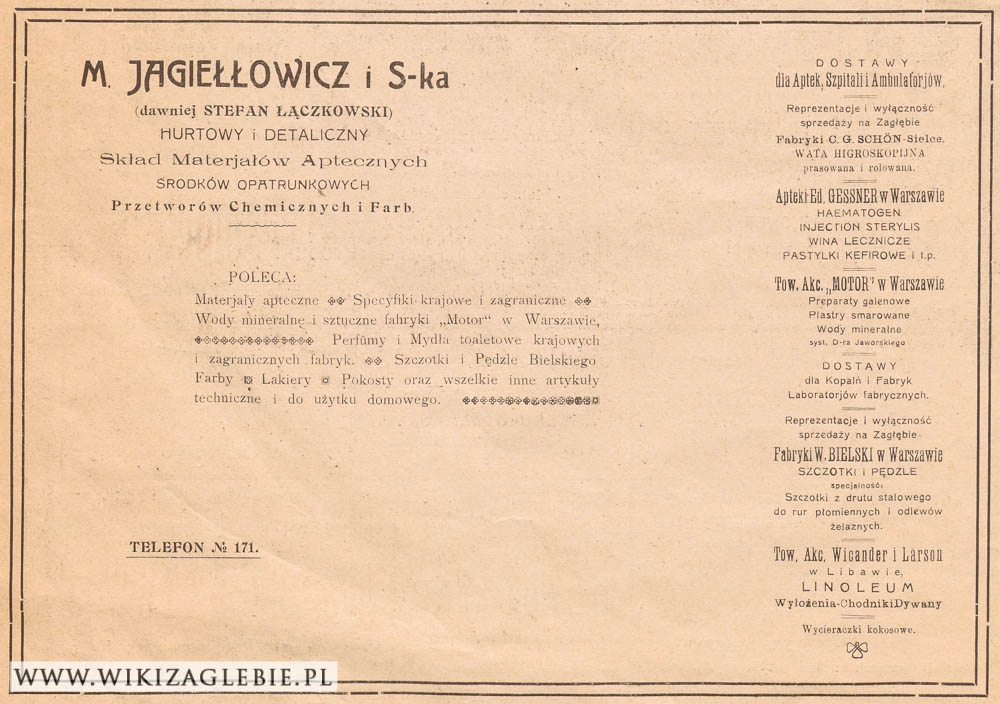 M. JAGIEŁŁOWICZ i S-ka
(dawniej STEFAN ŁĄCZKOWSKI)
HURTOWY i DETALICZNY
Skład Materjałów Aptecznych
ŚRODKÓW OPATRUNKOWYCH
Przetworów Chemicznych i Farb.
POLECA:
Materjały apteczne Specyfiki krajowe i zagraniczne
Wody mineralne i sztuczne fabryki „Motor" w Warszawie,
Perfumy i Mydła toaletowe krajowych
i zagranicznych fabryk. Szczotki i Pędzle Bielskiego
Farby Lakiery Pokosty oraz wszelkie inne artykuły
techniczne i do użytku domowego.
TELEFON № 171.
DOSTAWY
dla Aptek, Szpitali i Ambulatorjów.
Reprezentacje i wyłączność
sprzedaży na Zagłębie
Fabryki C. G. SCHÖN-Sielce.
WATA HIGROSKOPIJNA
prasowana i rolowana.
Apteki Ed. GESSNER w Warszawie
HAEMATOGEN
INJECTION STERYLIS
WINA LECZNICZE
PASTYLKI KEFIROWE i t.p.
Tow. Akc. „MOTOR" w Warszawie
Preparaty galenowe
Plastry smarowane
Wody mineralne
syst. D-ra Jaworskiego
DOSTAWY
dla Kopalń i Fabryk
Laboratorjów fabrycznych.
Reprezentacje i wyłączność
sprzedaży na Zagłębie
Fabryki W. BIELSKI w Warszawie
SZCZOTKI i PĘDZLE
specjalność:
Szczotki z drutu stalowego
do rur płomiennych i odlewów
żelaznych.
Tow. Akc. Wicander i Larson
w Libawie,
LINOLEUM
Wyłożenia-Chodniki Dywany
Wycieraczki kokosowe.
WWW.WIKIZAGLEBIE.PL